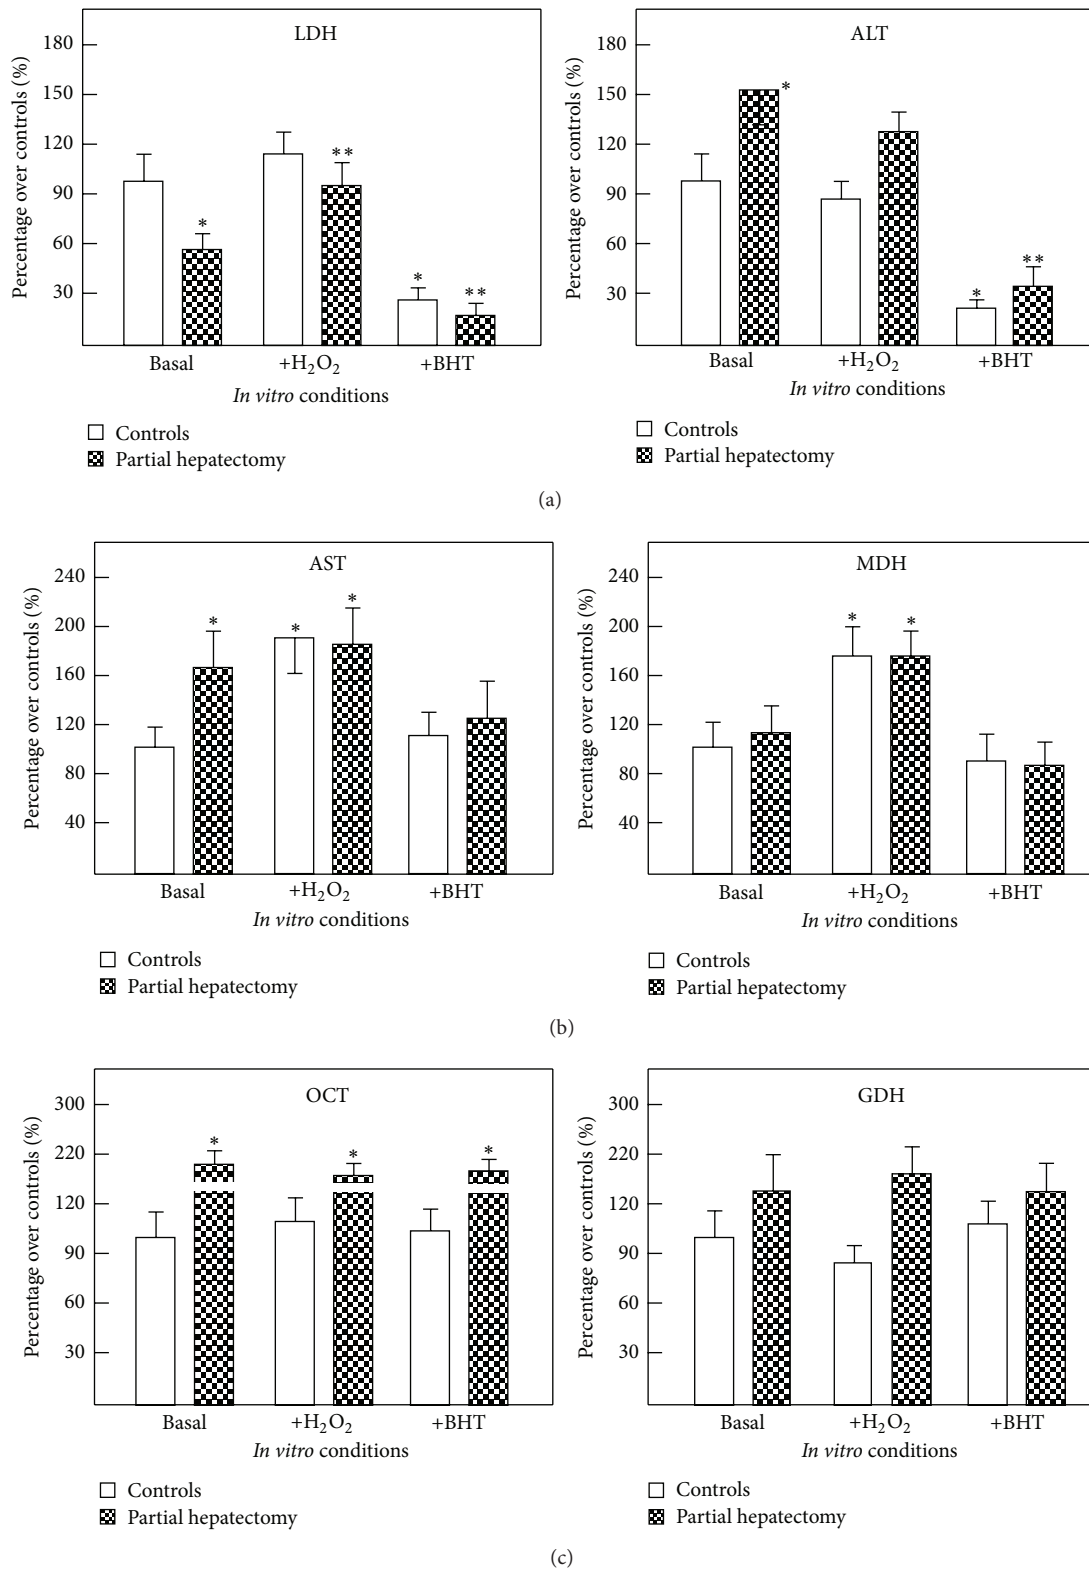 LDH
Percentage over controls (%)
180
150
120
90
60
30
*
**
*
**
Basal
+H₂O₂
+BHT
In vitro conditions
Controls
Partial hepatectomy
ALT
Percentage over controls (%)
180
150
120
90
60
30
*
*
**
Basal
+H₂O₂
+BHT
In vitro conditions
Controls
Partial hepatectomy
(a)
AST
Percentage over controls (%)
240
200
160
120
80
40
*
*
*
Basal
+H₂O₂
+BHT
In vitro conditions
Controls
Partial hepatectomy
MDH
Percentage over controls (%)
240
200
160
120
80
40
*
*
Basal
+H₂O₂
+BHT
In vitro conditions
Controls
Partial hepatectomy
(b)
OCT
Percentage over controls (%)
300
220
120
90
60
30
*
*
*
Basal
+H₂O₂
+BHT
In vitro conditions
Controls
Partial hepatectomy
GDH
Percentage over controls (%)
300
220
120
90
60
30
Basal
+H₂O₂
+BHT
In vitro conditions
Controls
Partial hepatectomy
(c)